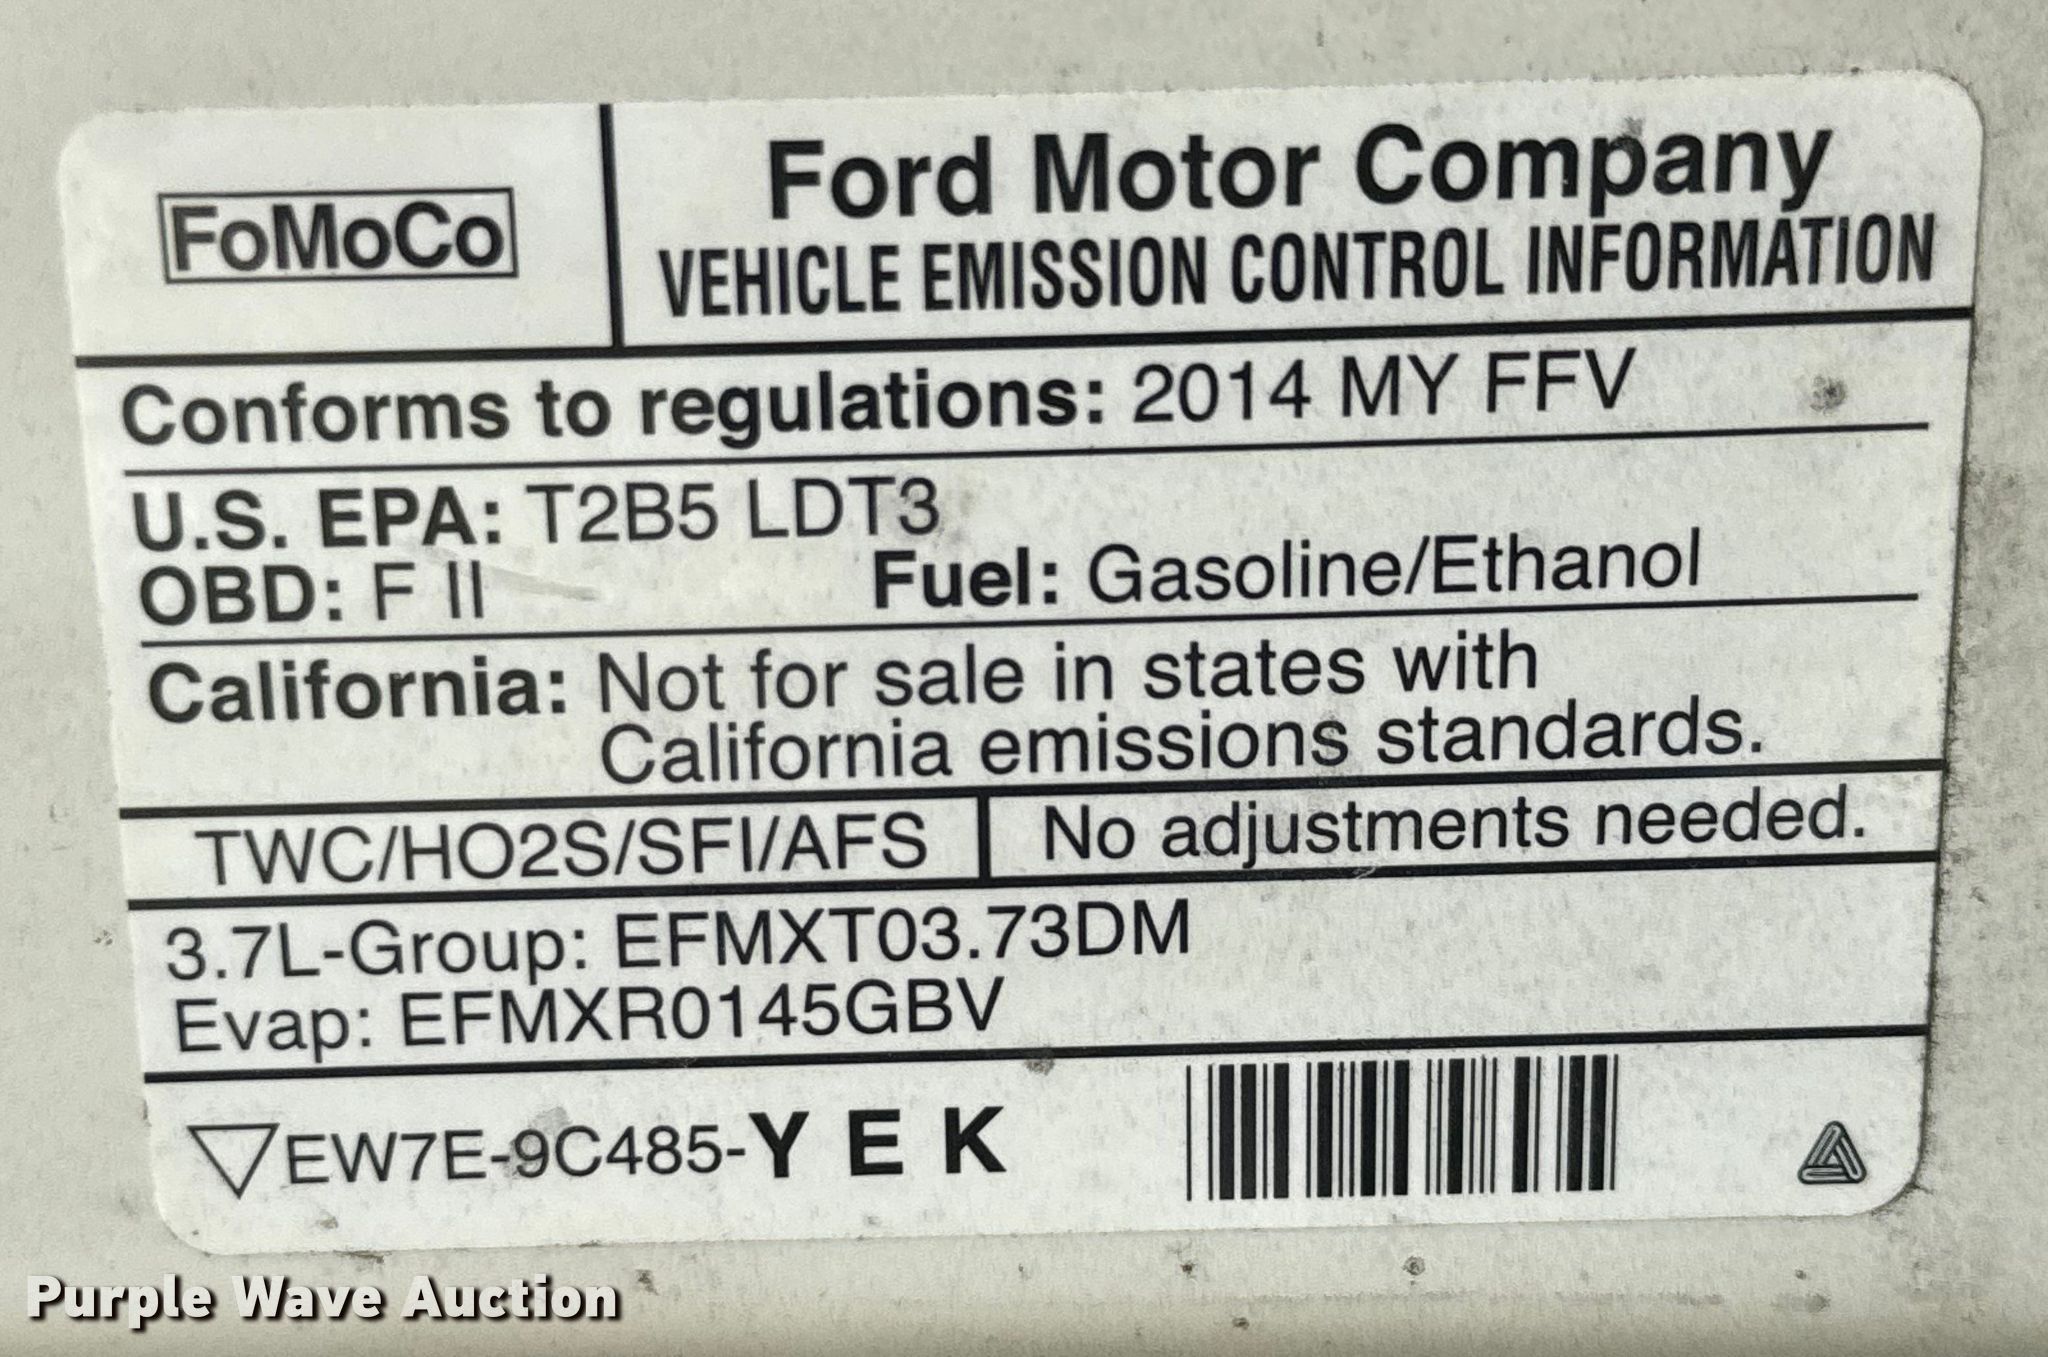 FoMoCo
Ford Motor Company
VEHICLE EMISSION CONTROL INFORMATION
Conforms to regulations: 2014 MY FFV
U.S. EPA: T2B5 LDT3
OBD: F II Fuel: Gasoline/Ethanol
California: Not for sale in states with
California emissions standards.
TWC/HO2S/SFI/AFS No adjustments needed.
3.7L-Group: EFMXT03.73DM
Evap: EFMXR0145GBV
EW7E-9C485-Y E K
Purple Wave Auction